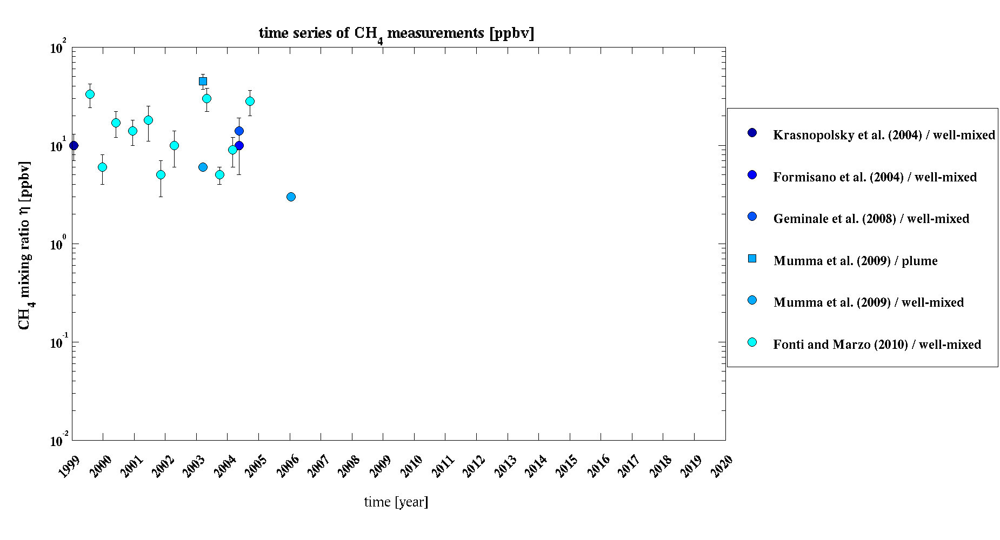 time series of CH4 measurements [ppbv]
10^2
10^1
10^0
10^-1
10^-2
CH4 mixing ratio η [ppbv]
1999 2000 2001 2002 2003 2004 2005 2006 2007 2008 2009 2010 2011 2012 2013 2014 2015 2016 2017 2018 2019 2020
time [year]
Krasnopolsky et al. (2004) / well-mixed
Formisano et al. (2004) / well-mixed
Geminale et al. (2008) / well-mixed
Mumma et al. (2009) / plume
Mumma et al. (2009) / well-mixed
Fonti and Marzo (2010) / well-mixed